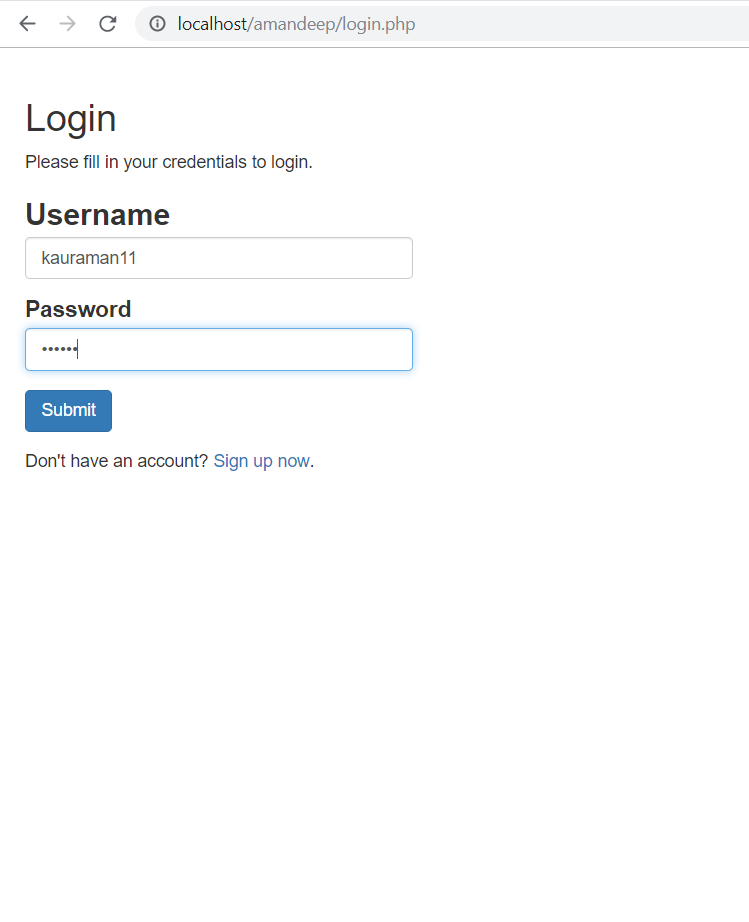 localhost/amandeep/login.php
Login
Please fill in your credentials to login.
Username
kauraman11
Password
••••••
Submit
Don't have an account? Sign up now.